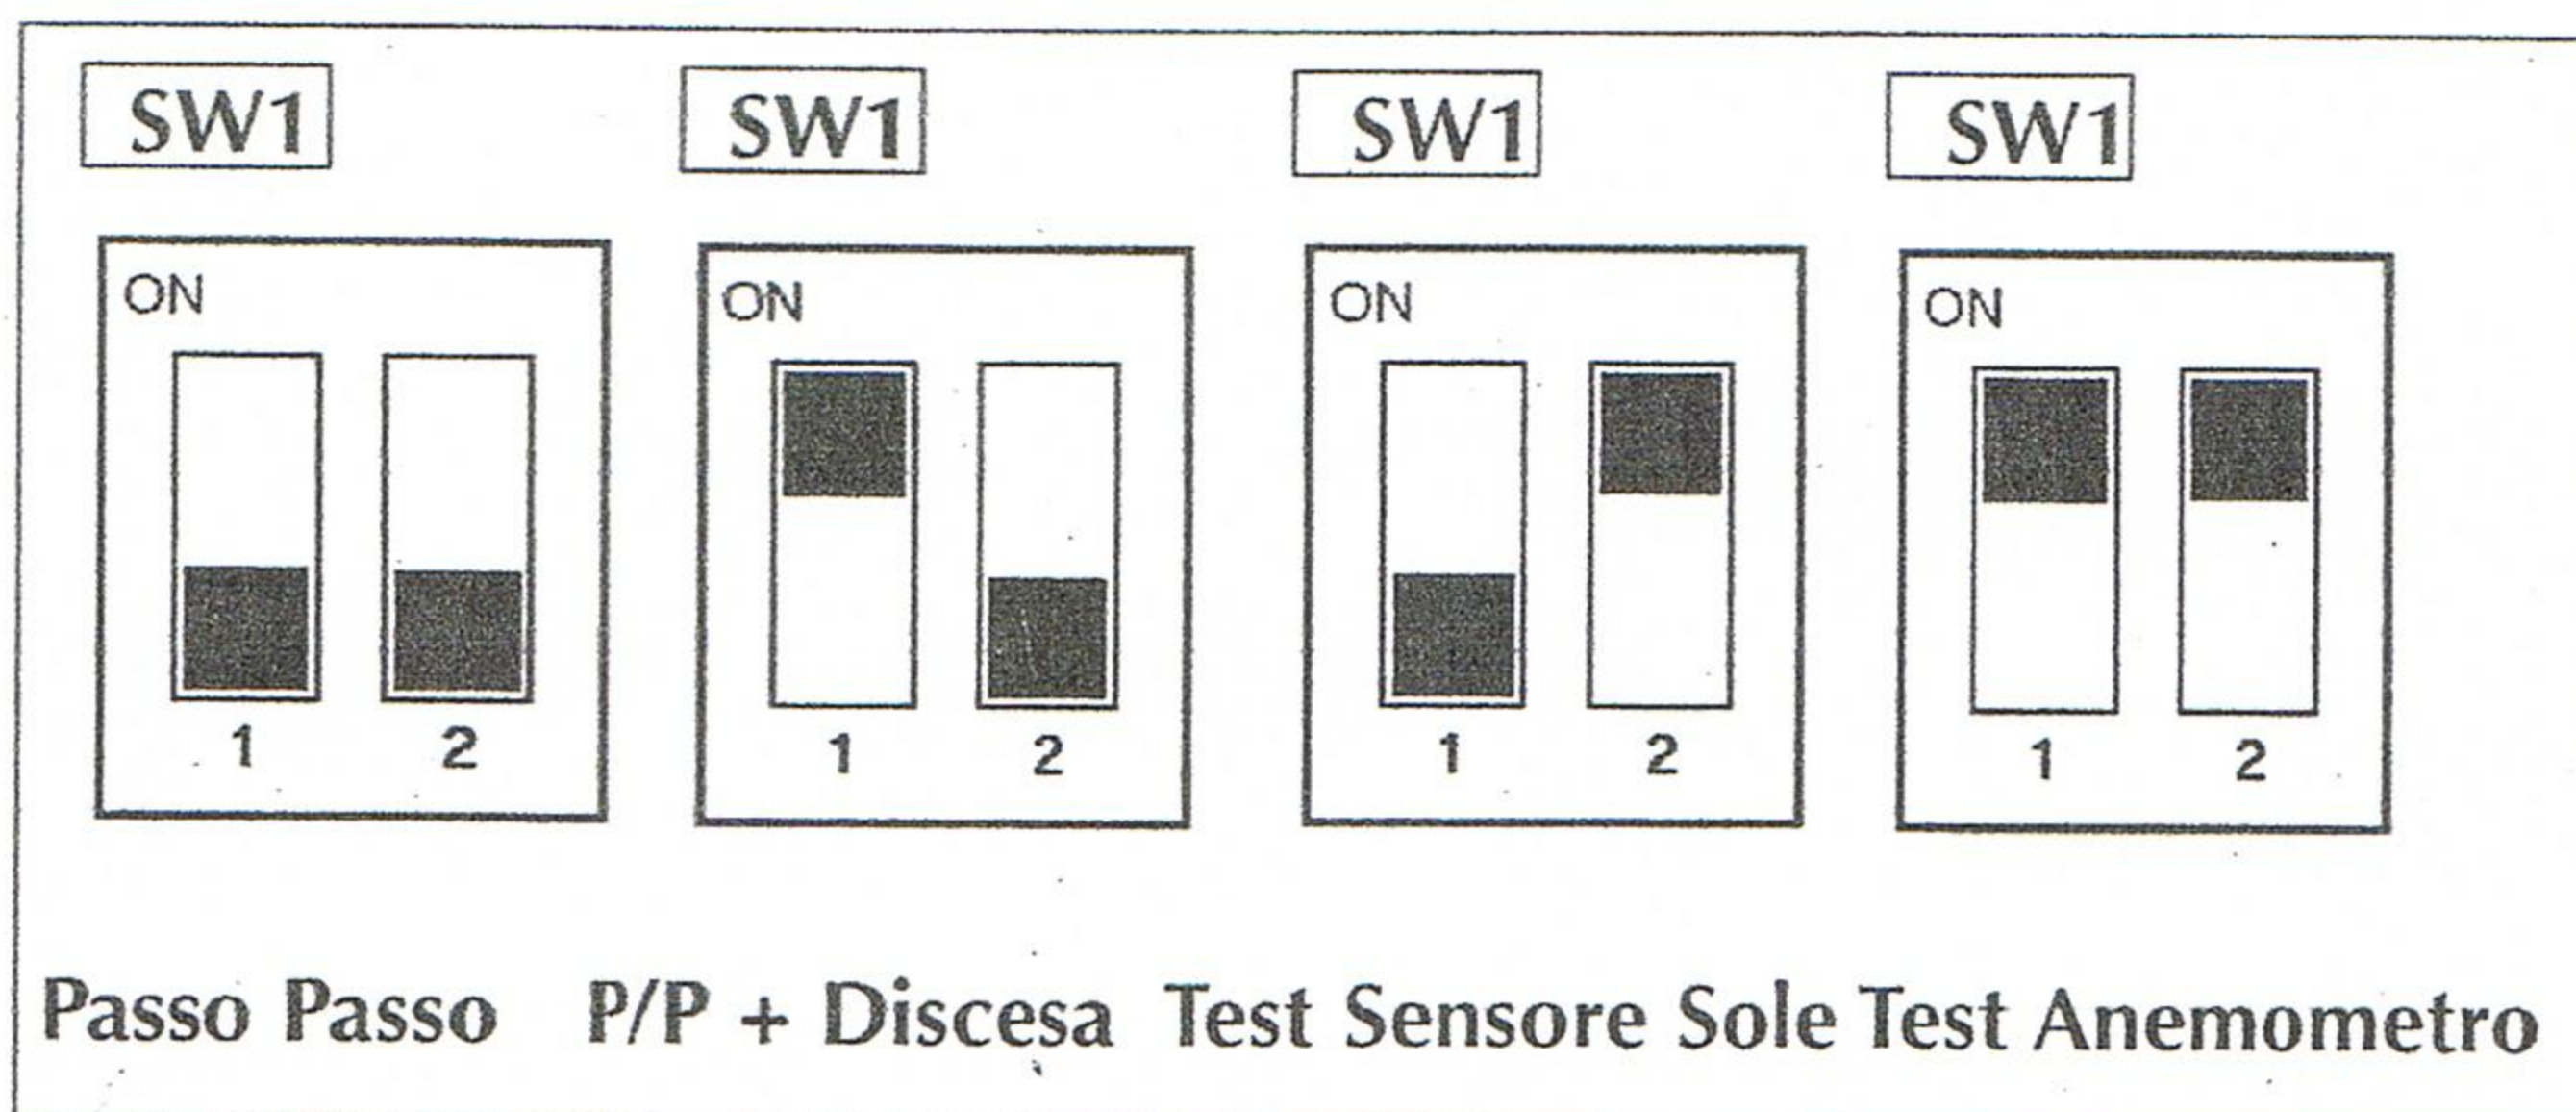 SW1 SW1 SW1 SW1
ON ON ON ON
1 2 1 2 1 2 1 2
Passo Passo P/P + Discesa Test Sensore Sole Test Anemometro